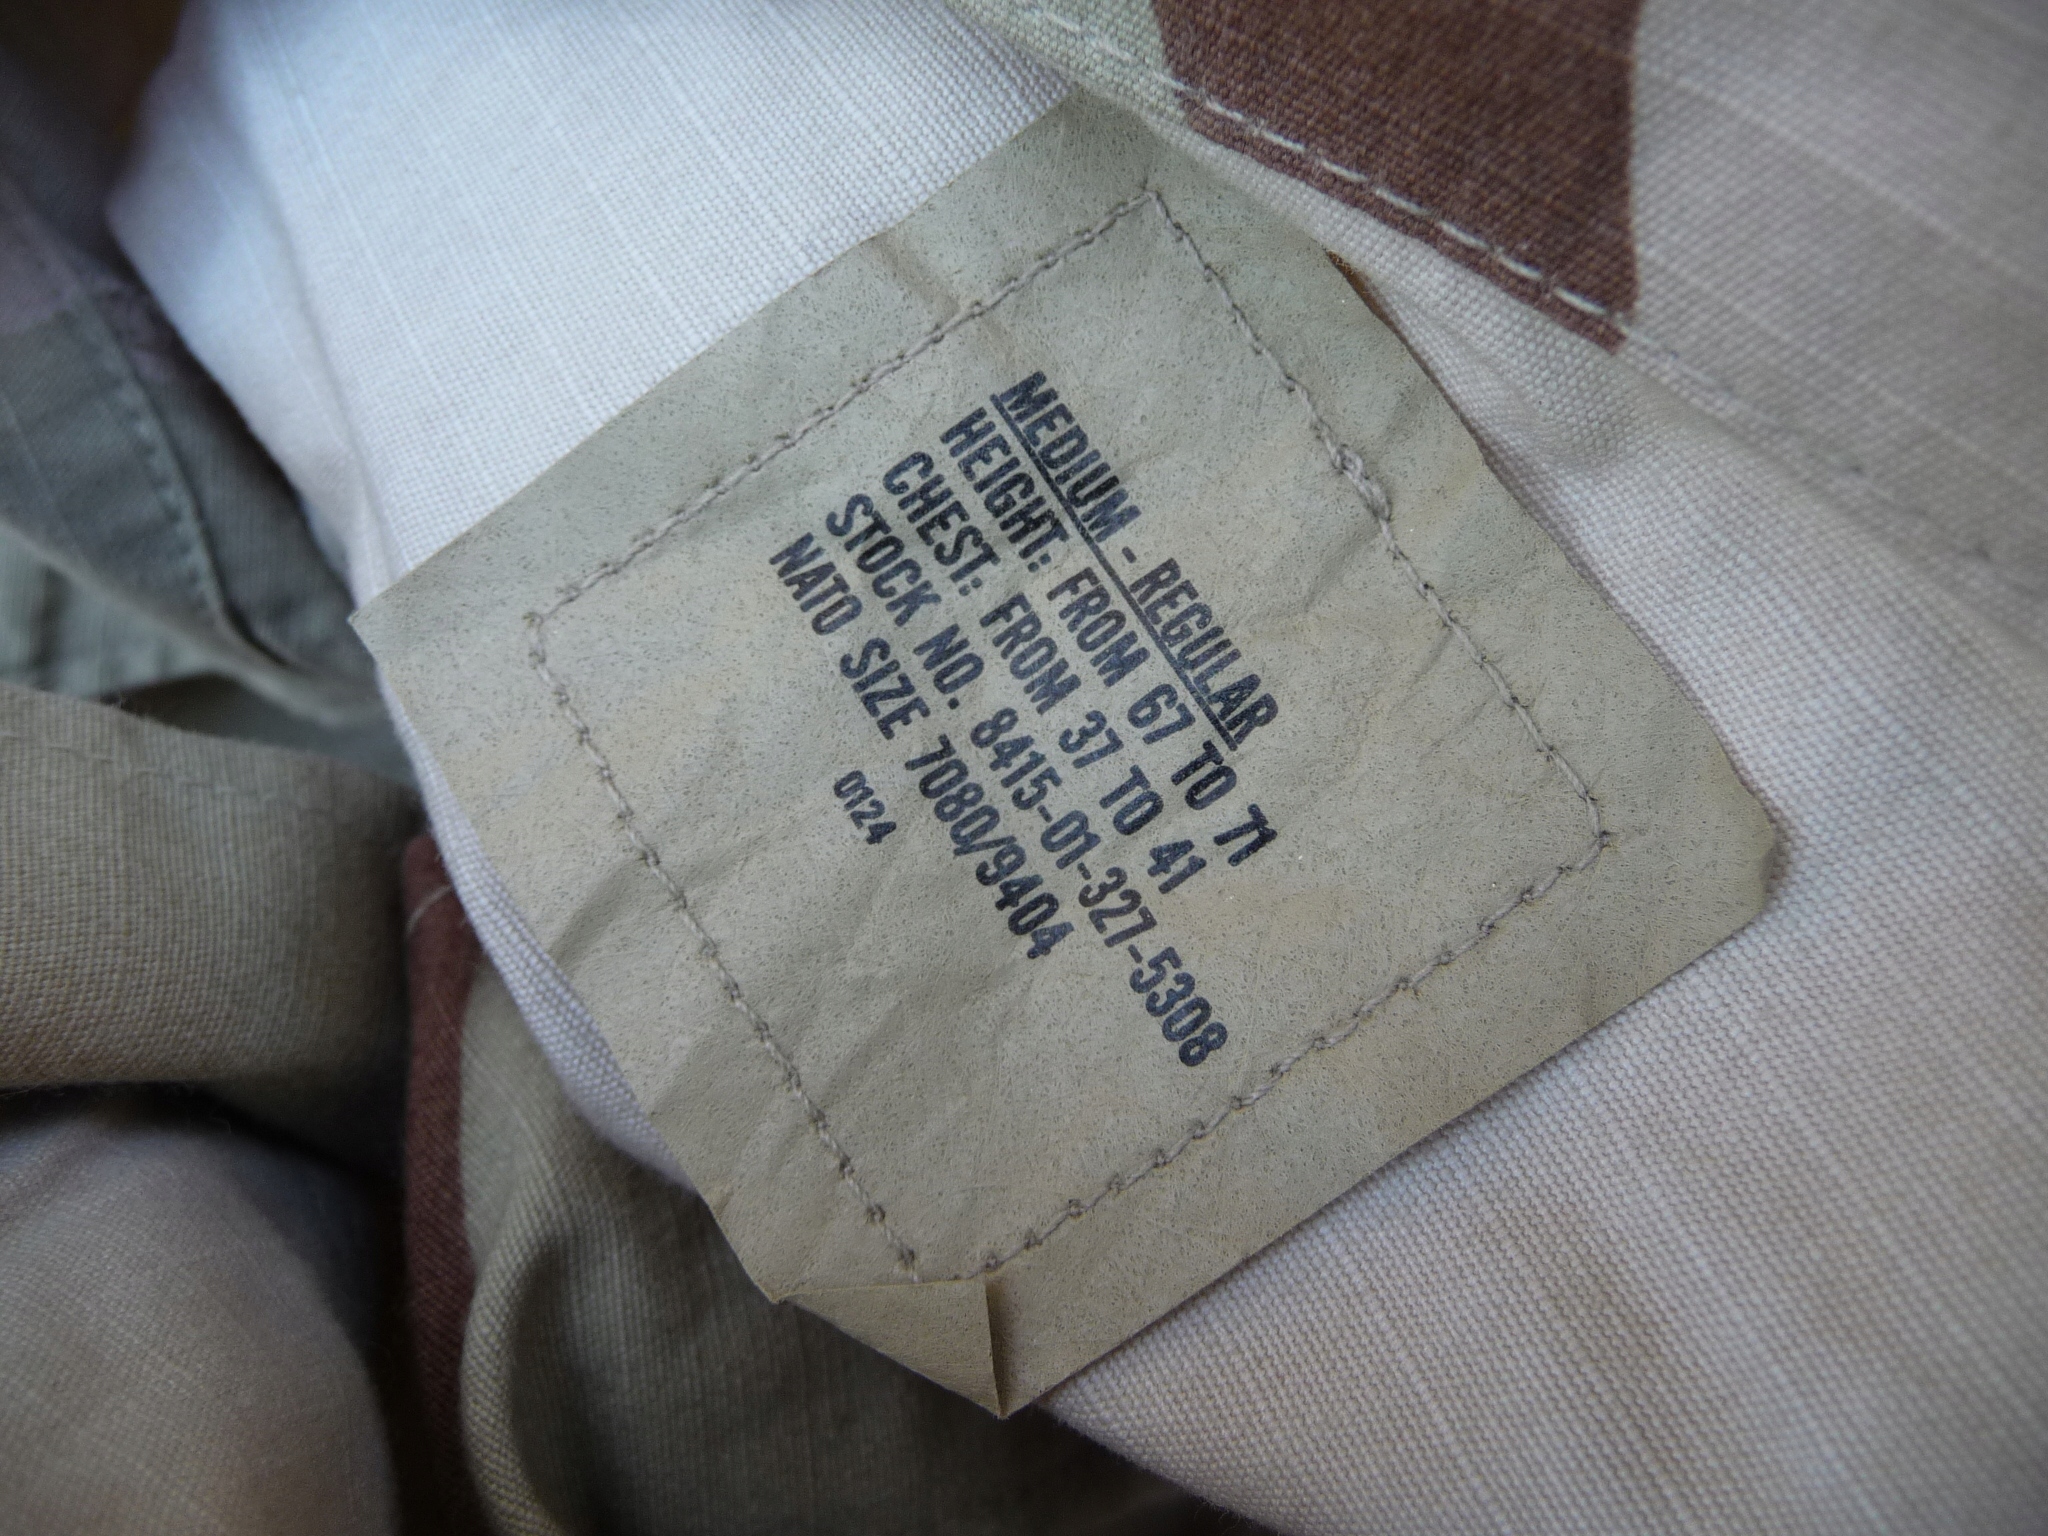 MEDIUM - REGULAR
HEIGHT: FROM 67 TO 71
CHEST: FROM 37 TO 41
STOCK NO. 8415-01-327-5308
NATO SIZE 7080/9404
0124